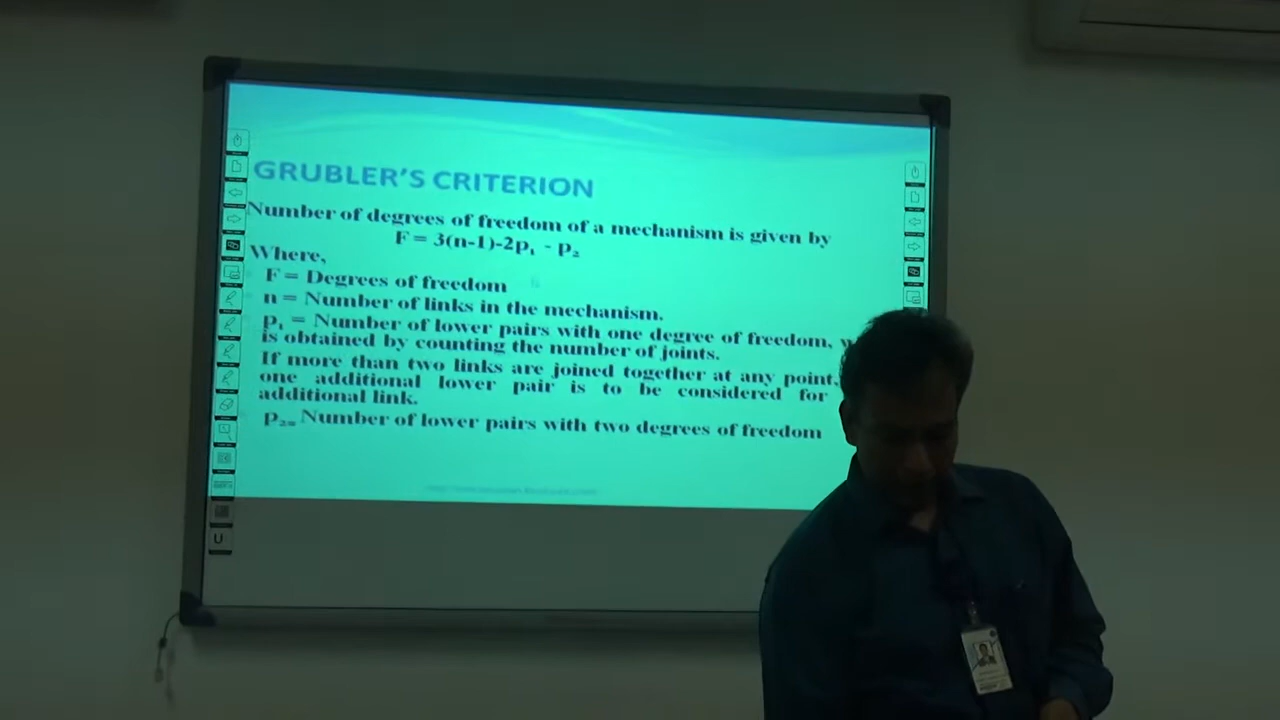 GRUBLER'S CRITERION
Number of degrees of freedom of a mechanism is given by
F = 3(n-1)-2p₁ - p₂
Where,
F = Degrees of freedom
n = Number of links in the mechanism.
p₁ = Number of lower pairs with one degree of freedom,
is obtained by counting the number of joints.
If more than two links are joined together at any point,
one additional lower pair is to be considered for
additional link.
p₂= Number of lower pairs with two degrees of freedom
U